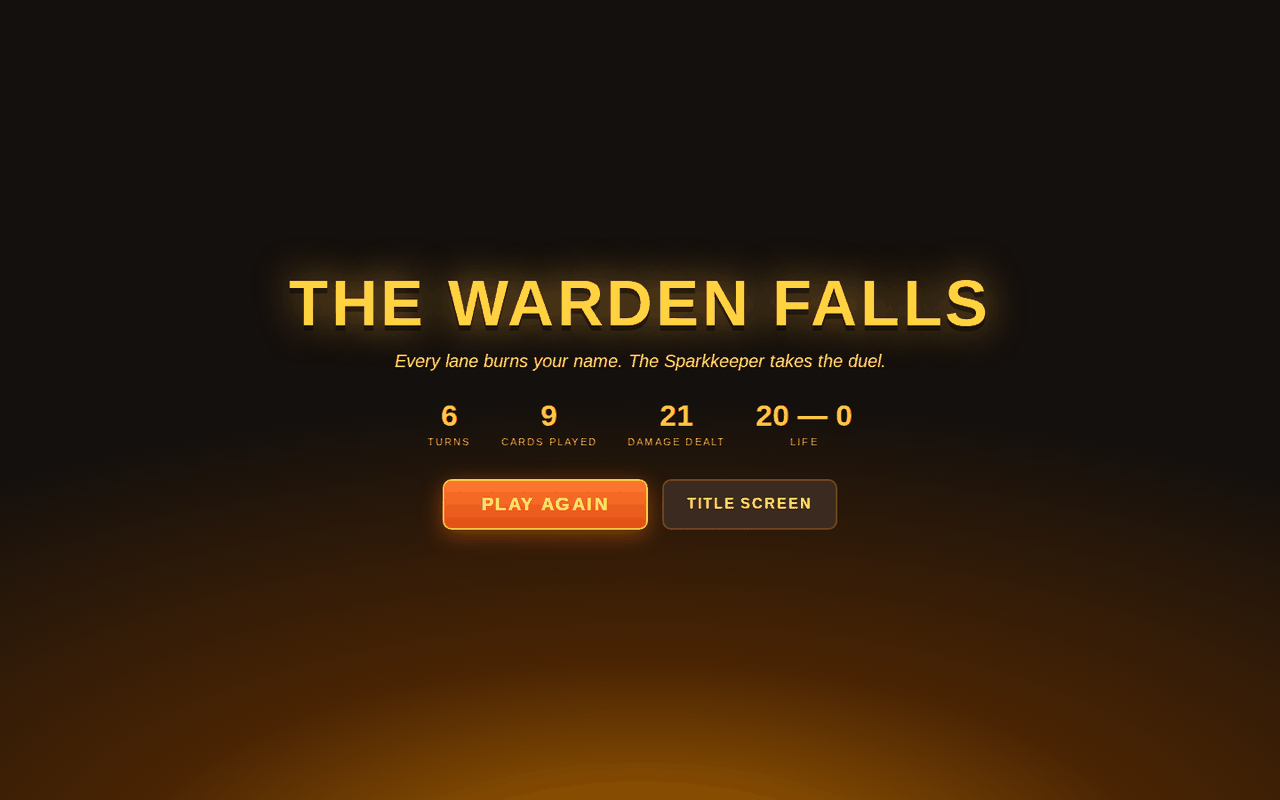 THE WARDEN FALLS
Every lane burns your name. The Sparkkeeper takes the duel.
6 9 21 20 — 0
TURNS CARDS PLAYED DAMAGE DEALT LIFE
PLAY AGAIN TITLE SCREEN